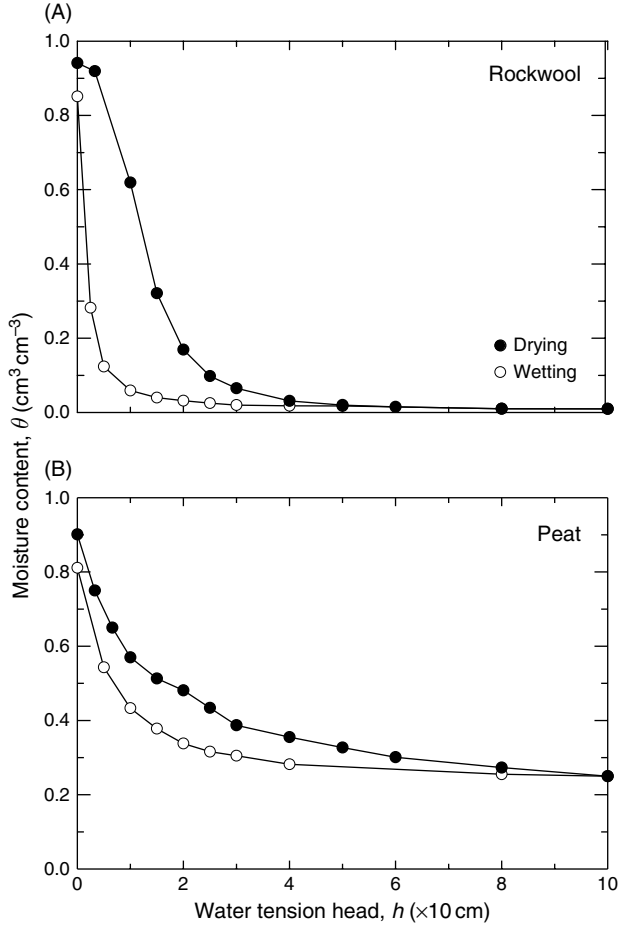 (A)
1.0
Rockwool
0.8
0.6
0.4
0.2
Drying
Wetting
0.0
Moisture content, θ (cm³ cm⁻³)
(B)
1.0
Peat
0.8
0.6
0.4
0.2
0.0
0 2 4 6 8 10
Water tension head, h (×10 cm)